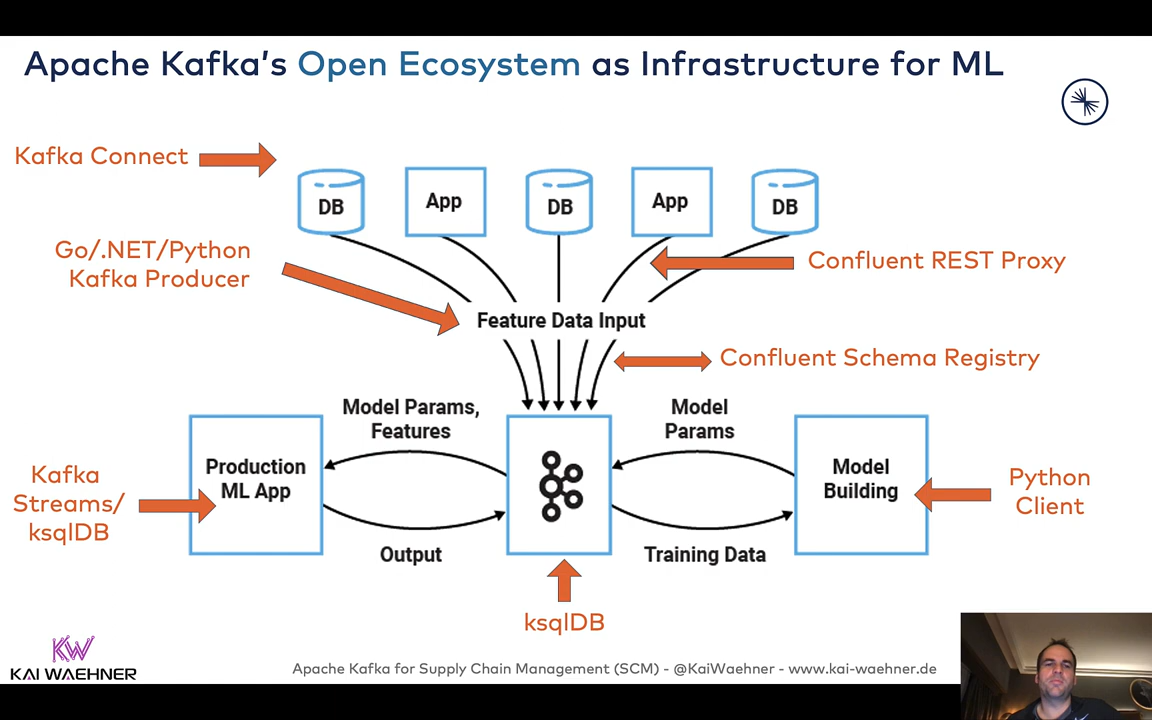 Apache Kafka's Open Ecosystem as Infrastructure for ML
Kafka Connect
DB
App
DB
App
DB
Go/.NET/Python
Kafka Producer
Confluent REST Proxy
Feature Data Input
Confluent Schema Registry
Model Params,
Features
Model
Params
Production
ML App
Model
Building
Kafka
Streams/
ksqlDB
Python
Client
Output
Training Data
ksqlDB
KW
KAI WAEHNER
Apache Kafka for Supply Chain Management (SCM) - @KaiWaehner - www.kai-waehner.de